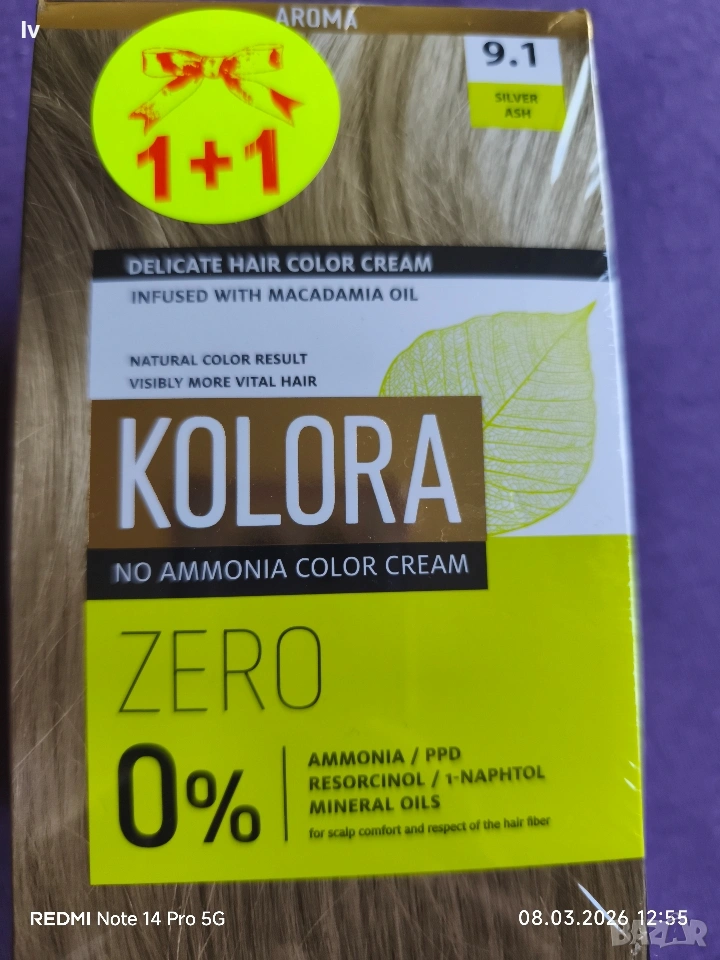 lv
AROMA
1+1
9.1
SILVER
ASH
DELICATE HAIR COLOR CREAM
INFUSED WITH MACADAMIA OIL
NATURAL COLOR RESULT
VISIBLY MORE VITAL HAIR
KOLORA
NO AMMONIA COLOR CREAM
ZERO
0%
AMMONIA / PPD
RESORCINOL / 1-NAPHTOL
MINERAL OILS
for scalp comfort and respect of the hair fiber
REDMI Note 14 Pro 5G
08.03.2026 12:55
BAZAR